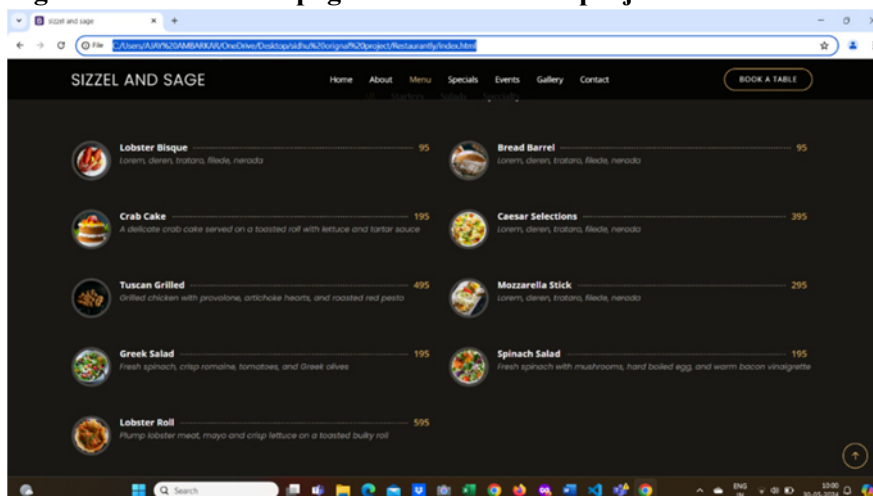 sizzel and sage
File C:/Users/AJAY%20AMBARKAR/OneDrive/Desktop/sidhu%20orignal%20project/Restaurantly/index.html
SIZZEL AND SAGE
Home About Menu Specials Events Gallery Contact
BOOK A TABLE
Starters Salads Specialty
Lobster Bisque 95
Lorem, deren, trataro, filede, nerada
Bread Barrel 95
Lorem, deren, trataro, filede, nerada
Crab Cake 195
A delicate crab cake served on a toasted roll with lettuce and tartar sauce
Caesar Selections 395
Lorem, deren, trataro, filede, nerada
Tuscan Grilled 495
Grilled chicken with provolone, artichoke hearts, and roasted red pesto
Mozzarella Stick 295
Lorem, deren, trataro, filede, nerada
Greek Salad 195
Fresh spinach, crisp romaine, tomatoes, and Greek olives
Spinach Salad 195
Fresh spinach with mushrooms, hard boiled egg, and warm bacon vinaigrette
Lobster Roll 595
Plump lobster meat, mayo and crisp lettuce on a toasted bulky roll
Search
ENG
IN
10:00
30-05-2024